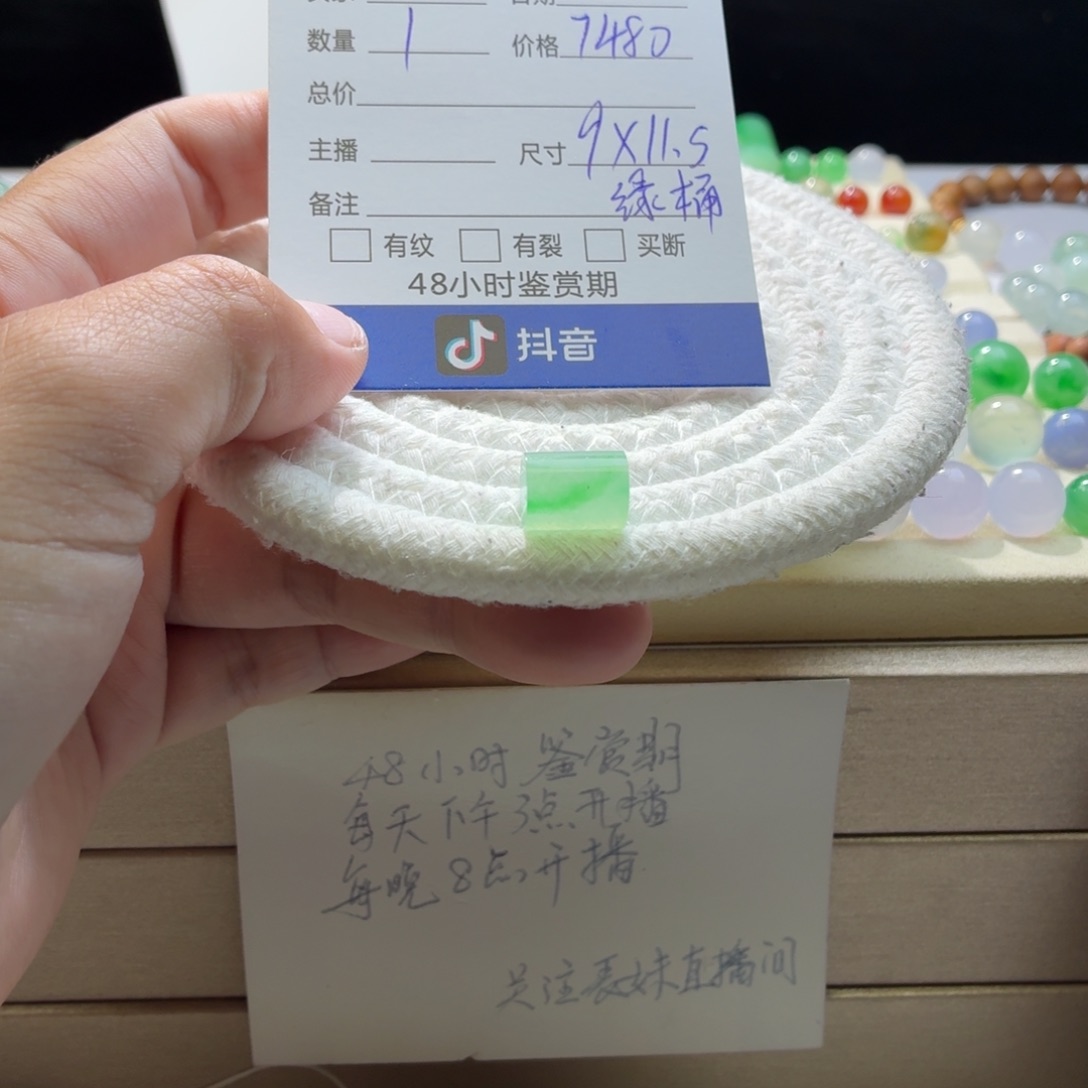 数量 1 价格 7480
总价
主播 尺寸 9X11.5
备注 绿桶
有纹 有裂 买断
48小时鉴赏期
抖音
48小时鉴赏期
每天下午3点开播
每晚8点开播
关注表妹直播间